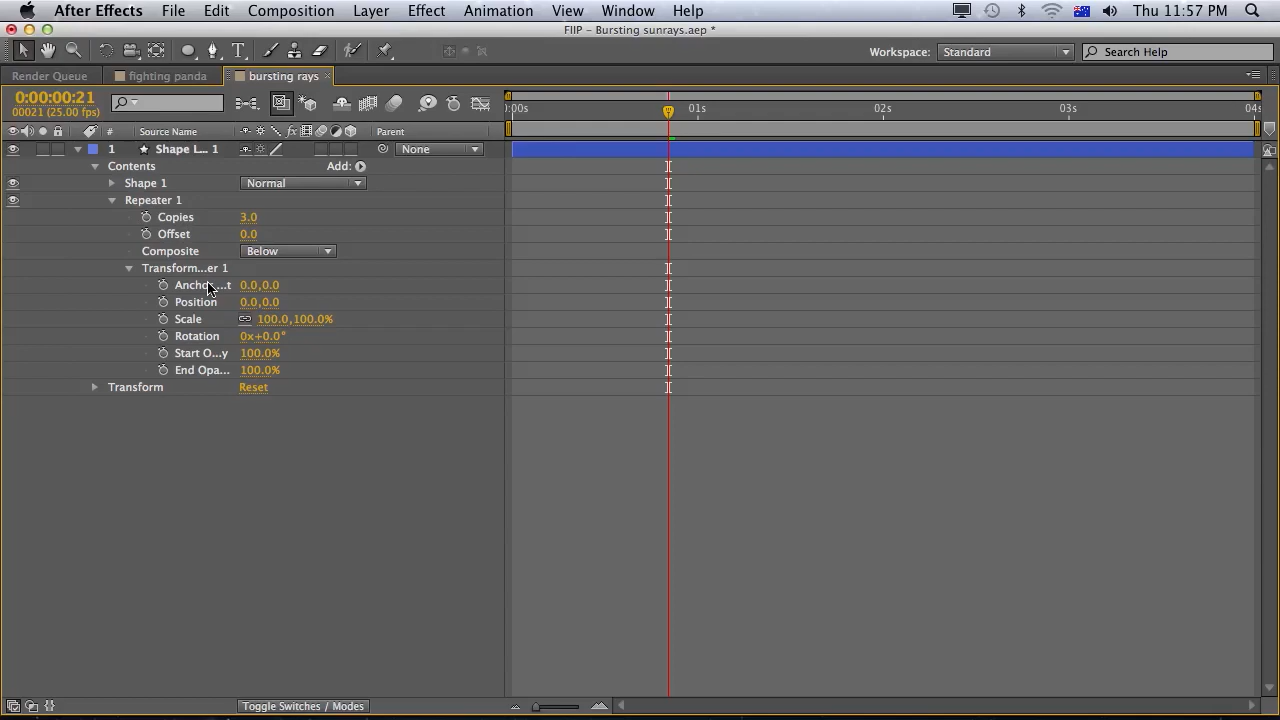 After Effects File Edit Composition Layer Effect Animation View Window Help Thu 11:57 PM
FIIP – Bursting sunrays.aep *
T Workspace: Standard Search Help
Render Queue fighting panda bursting rays
0:00:00:21
00021 (25.00 fps)
:00s 01s 02s 03s 04s
# Source Name fx Parent
1 Shape L... 1 None
Contents Add:
Shape 1 Normal
Repeater 1
Copies 3.0
Offset 0.0
Composite Below
Transform...er 1
Ancho...t 0.0,0.0
Position 0.0,0.0
Scale 100.0,100.0%
Rotation 0x+0.0°
Start O...y 100.0%
End Opa... 100.0%
Transform Reset
Toggle Switches / Modes